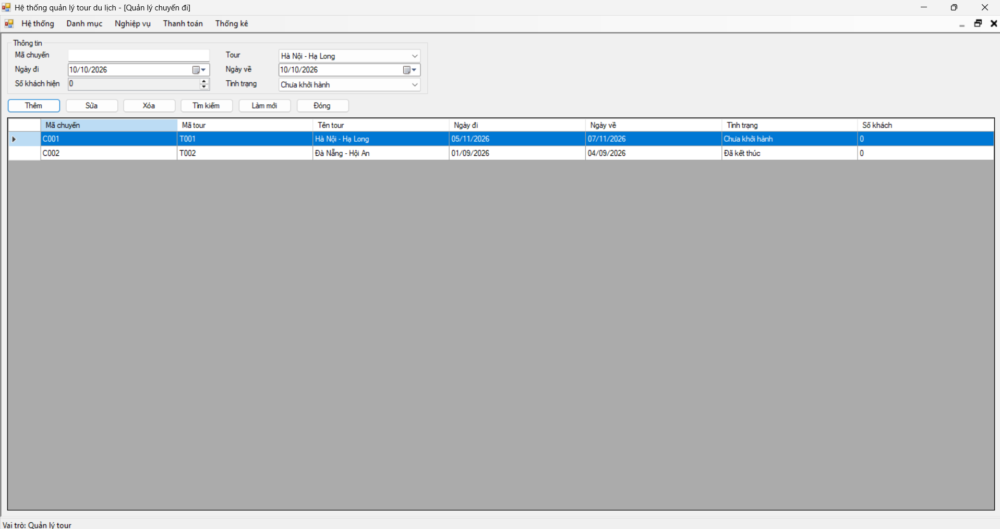 Hệ thống quản lý tour du lịch - [Quản lý chuyến đi]
Hệ thống Danh mục Nghiệp vụ Thanh toán Thống kê
Thông tin
Mã chuyến Tour Hà Nội - Hạ Long
Ngày đi 10/10/2026 Ngày về 10/10/2026
Số khách hiện 0 Tình trạng Chưa khởi hành
Thêm Sửa Xóa Tìm kiếm Làm mới Đóng
Mã chuyến Mã tour Tên tour Ngày đi Ngày về Tình trạng Số khách
C001 T001 Hà Nội - Hạ Long 05/11/2026 07/11/2026 Chưa khởi hành 0
C002 T002 Đà Nẵng - Hội An 01/09/2026 04/09/2026 Đã kết thúc 0
Vai trò: Quản lý tour